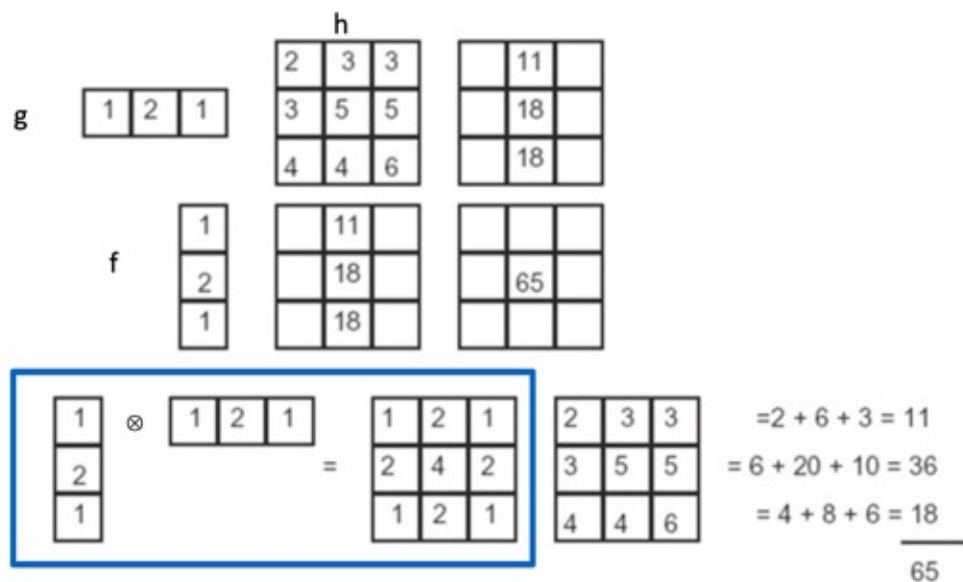 h
2 3 3 11
g 1 2 1 3 5 5 18
4 4 6 18
1 11
f 2 18 65
1 18
1 ⊗ 1 2 1 1 2 1 2 3 3 =2 + 6 + 3 = 11
2 = 2 4 2 3 5 5 = 6 + 20 + 10 = 36
1 1 2 1 4 4 6 = 4 + 8 + 6 = 18
65